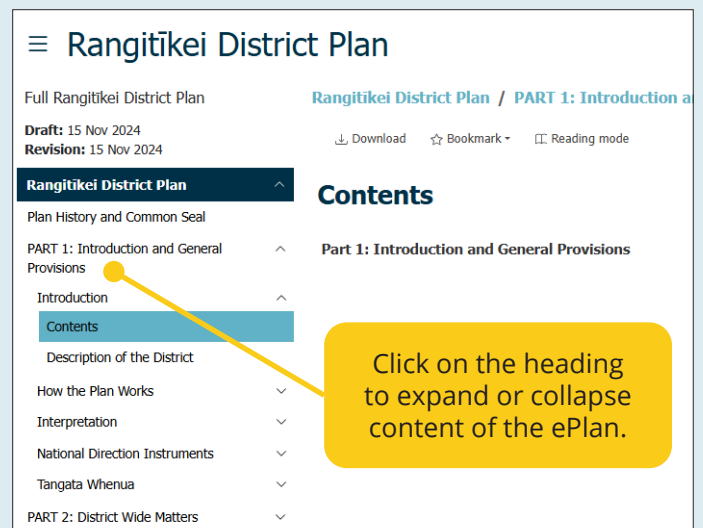 Rangitīkei District Plan
Full Rangitīkei District Plan
Draft: 15 Nov 2024
Revision: 15 Nov 2024
Rangitīkei District Plan
Plan History and Common Seal
PART 1: Introduction and General
Provisions
Introduction
Contents
Description of the District
How the Plan Works
Interpretation
National Direction Instruments
Tangata Whenua
PART 2: District Wide Matters
Rangitīkei District Plan / PART 1: Introduction a
Download Bookmark Reading mode
Contents
Part 1: Introduction and General Provisions
Click on the heading
to expand or collapse
content of the ePlan.